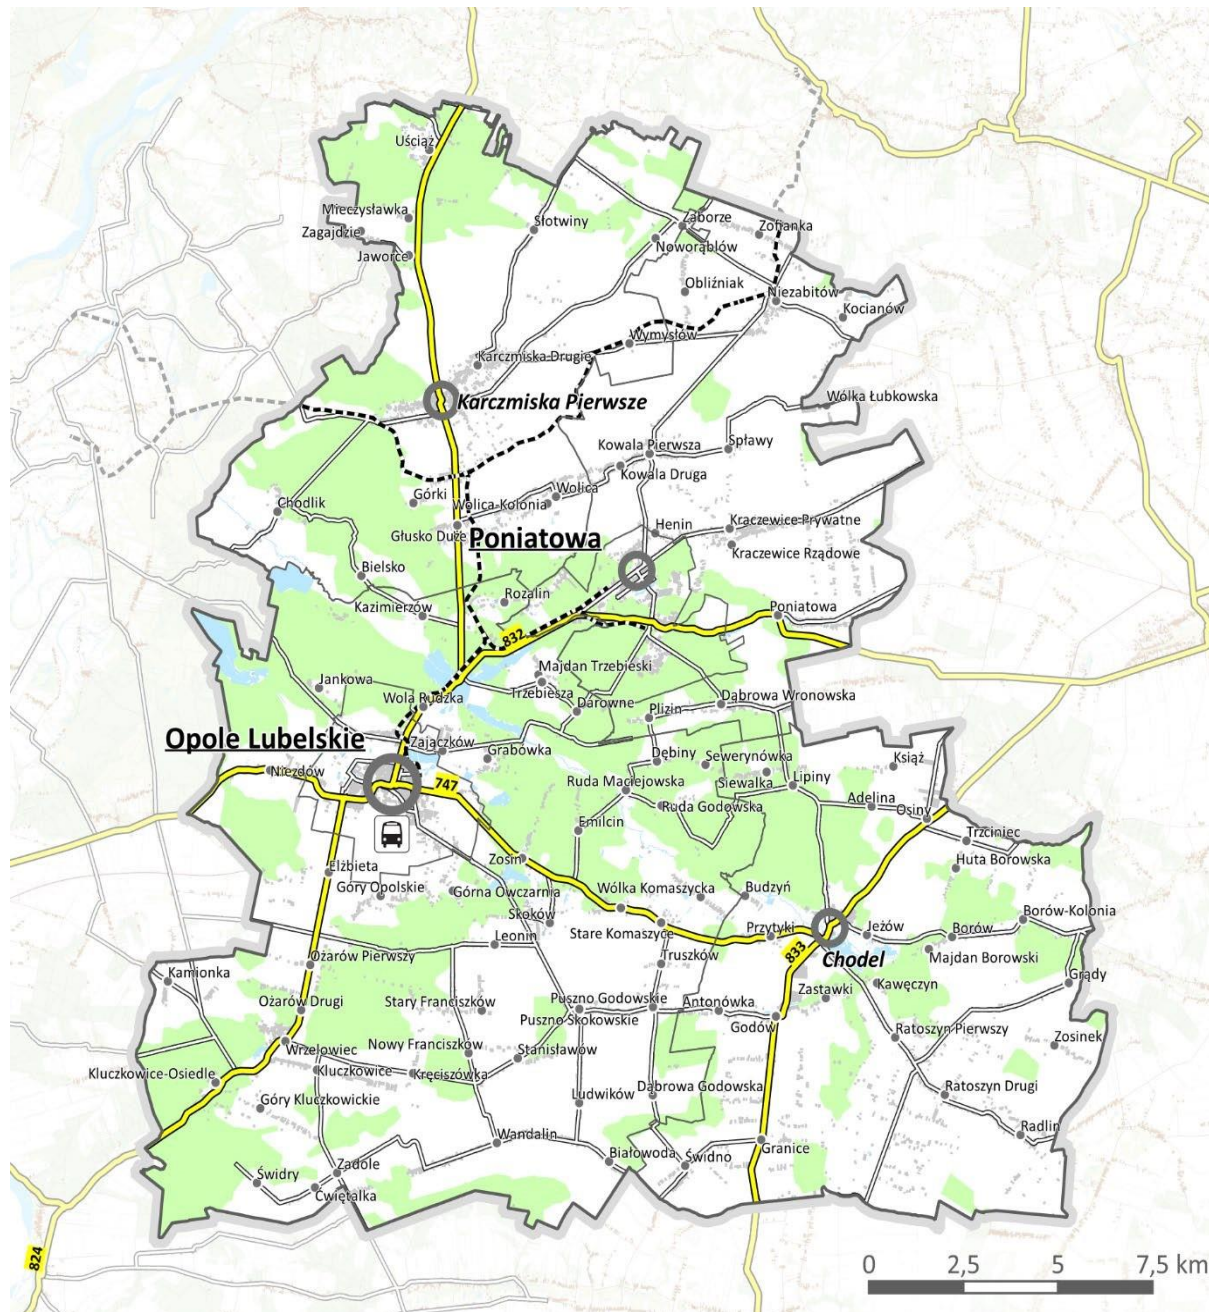 Uściąż
Mieczysławka
Zagajdzie
Jaworce
Słotwiny
Zaborze
Zofianka
Noworąblów
Obliźniak
Niezabitów
Kocianów
Wymysłów
Karczmiska Drugie
Karczmiska Pierwsze
Wólka Łubkowska
Kowala Pierwsza
Spławy
Kowala Druga
Górki
Wolica-Kolonia
Wolica
Chodlik
Głusko Duże
Poniatowa
Henin
Kraczewice Prywatne
Kraczewice Rządowe
Bielsko
Rozalin
Kazimierzów
Poniatowa
832
Majdan Trzebieski
Jankowa
Trzebiesza
Wola Rudzka
Darowne
Dąbrowa Wronowska
Plizin
Opole Lubelskie
Zajączków
Grabówka
Dębiny
Sewerynówka
Książ
Niezdów
747
Ruda Maciejowska
Siewalka
Lipiny
Ruda Godowska
Adelina
Osiny
Emilcin
Trzciniec
Zosin
Huta Borowska
Elżbieta
Góry Opolskie
Górna Owczarnia
Wólka Komaszycka
Budzyń
Skoków
Borów-Kolonia
Stare Komaszyce
Przytyki
Jeżów
Borów
Leonin
833
Chodel
Majdan Borowski
Ożarów Pierwszy
Truszków
Kamionka
Grądy
Kawęczyn
Zastawki
Ożarów Drugi
Stary Franciszków
Puszno Godowskie
Antonówka
Puszno Skokowskie
Godów
Ratoszyn Pierwszy
Zosinek
Wrzelowiec
Nowy Franciszków
Stanisławów
Kluczkowice-Osiedle
Kluczkowice
Kręciszówka
Dąbrowa Godowska
Ratoszyn Drugi
Góry Kluczkowickie
Ludwików
Radlin
Wandalin
Białowoda
Świdno
Granice
Świdry
Zadole
Ćwiętalka
824
0 2,5 5 7,5 km